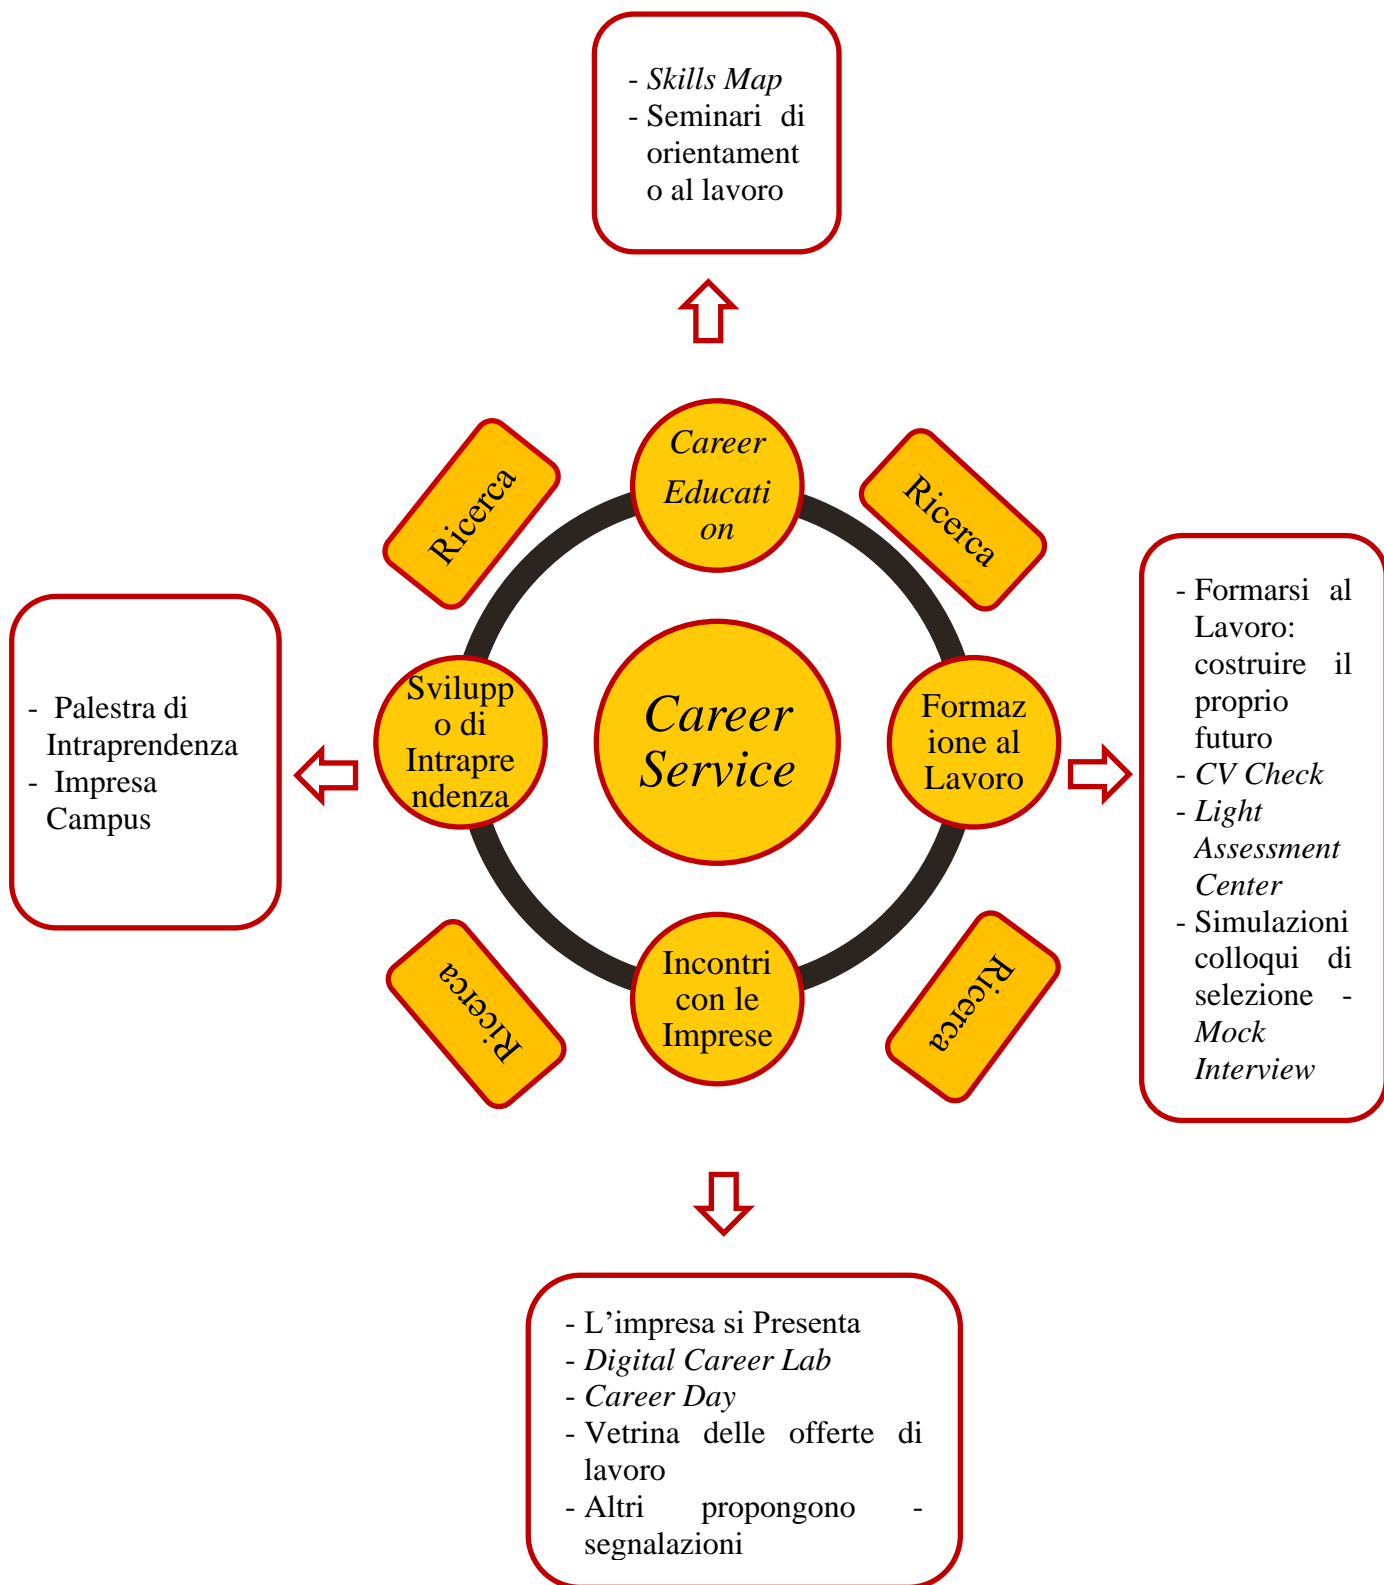 - Skills Map
- Seminari di
orientament
o al lavoro
Career
Educati
on
Ricerca
Ricerca
- Formarsi al
Lavoro:
costruire il
proprio
futuro
- CV Check
- Light
Assessment
Center
- Simulazioni
colloqui di
selezione -
Mock
Interview
- Palestra di
Intraprendenza
- Impresa
Campus
Svilupp
o di
Intrapre
ndenza
Career
Service
Formaz
ione al
Lavoro
Ricerca
Incontri
con le
Imprese
Ricerca
- L’impresa si Presenta
- Digital Career Lab
- Career Day
- Vetrina delle offerte di
lavoro
- Altri propongono -
segnalazioni